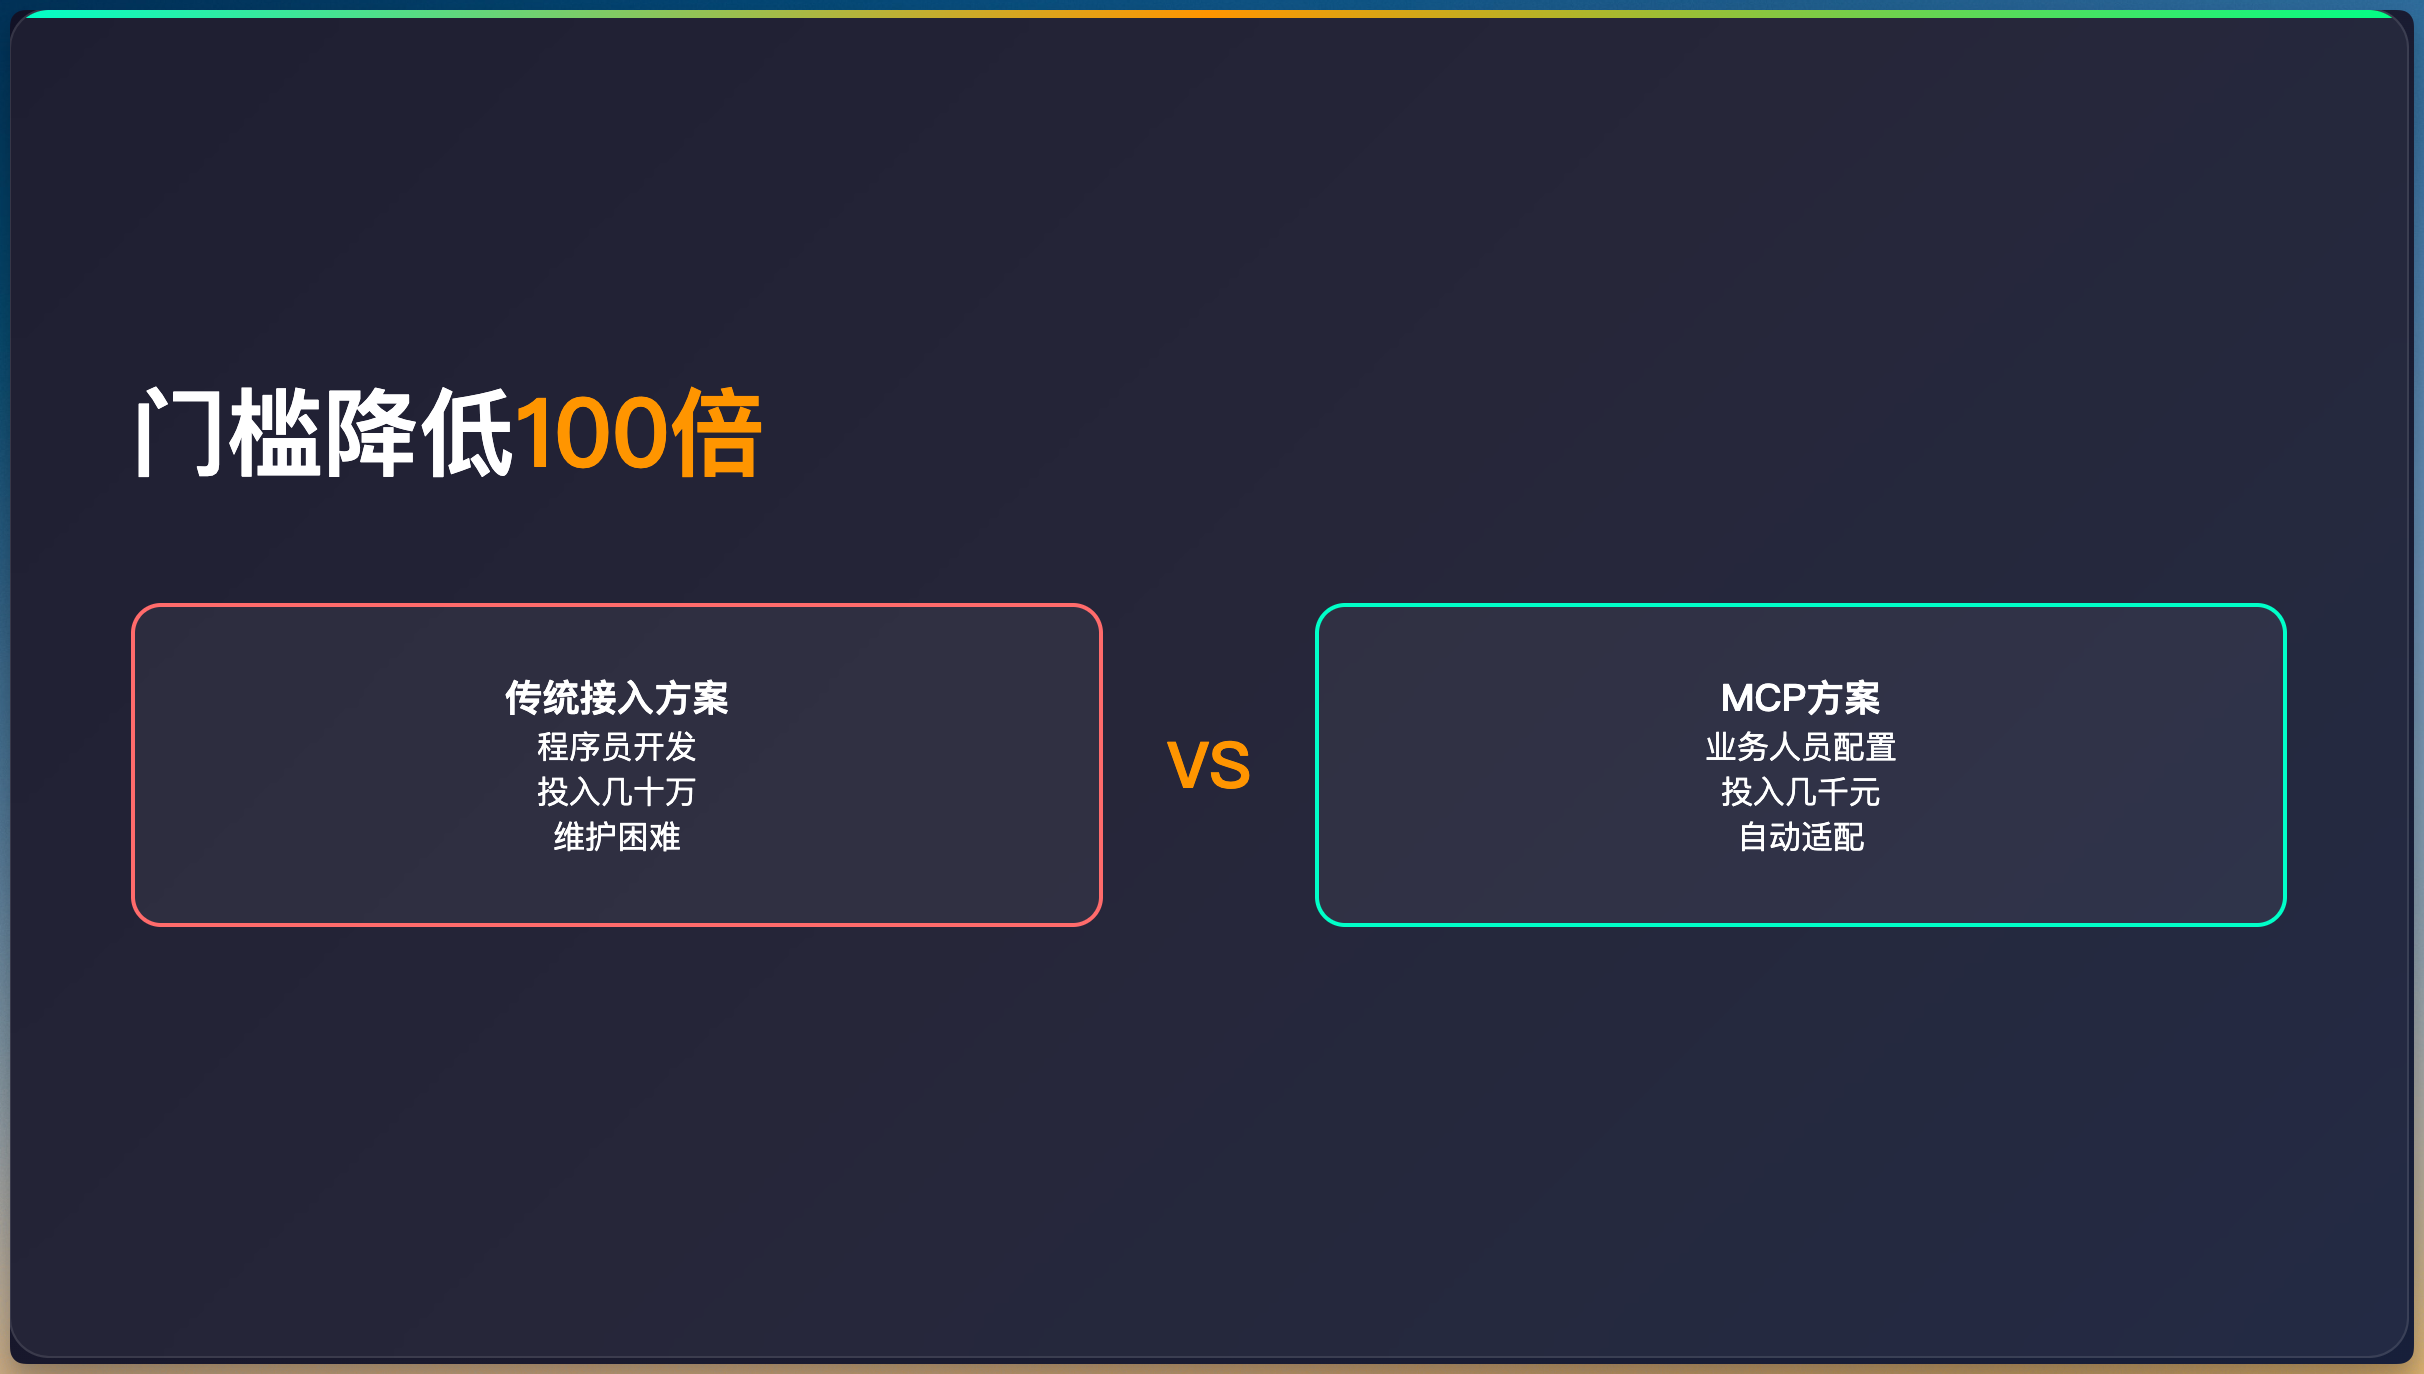 门槛降低100倍
传统接入方案
程序员开发
投入几十万
维护困难
VS
MCP方案
业务人员配置
投入几千元
自动适配